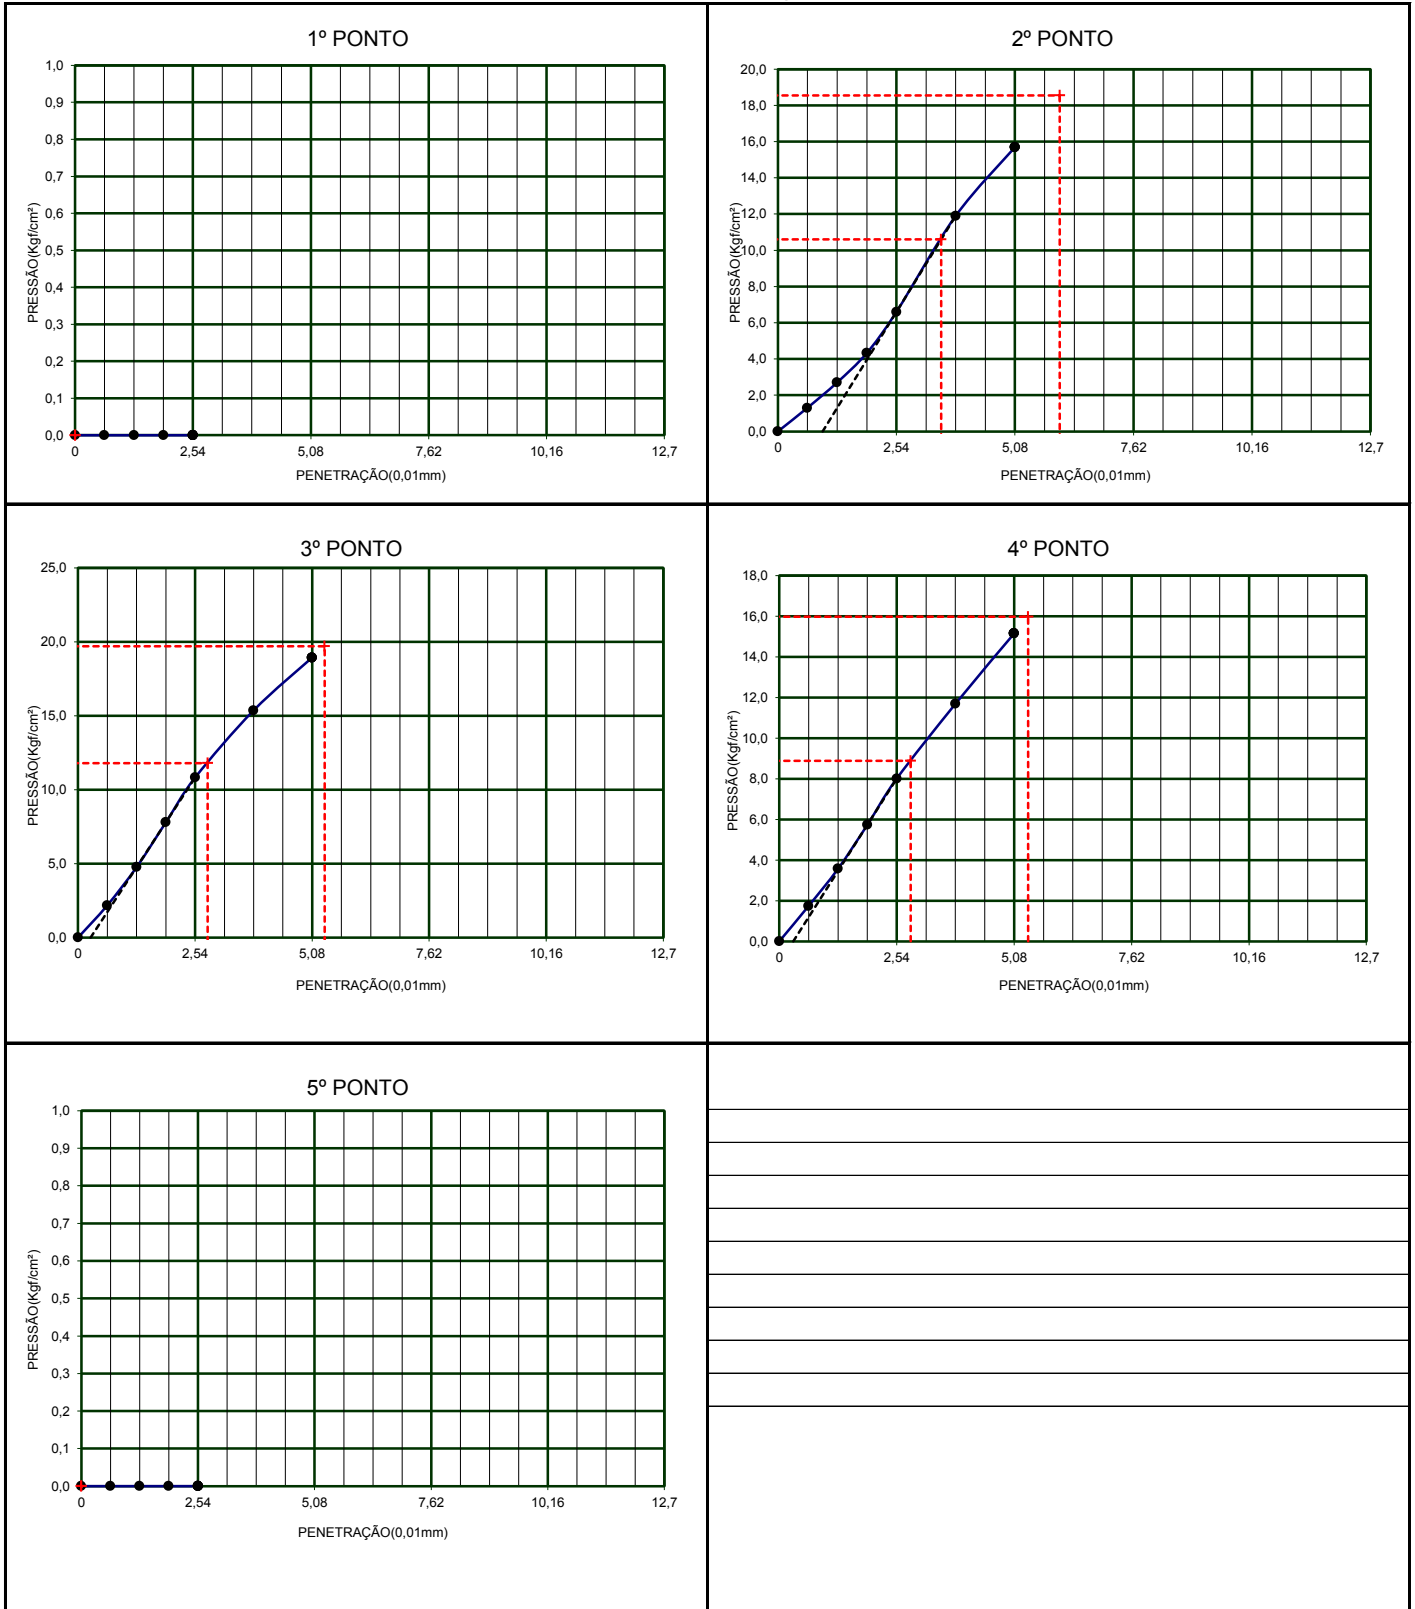 1º PONTO
1,0
0,9
0,8
0,7
0,6
0,5
0,4
0,3
0,2
0,1
0,0
PRESSÃO(Kgf/cm²)
0 2,54 5,08 7,62 10,16 12,7
PENETRAÇÃO(0,01mm)
2º PONTO
20,0
18,0
16,0
14,0
12,0
10,0
8,0
6,0
4,0
2,0
0,0
PRESSÃO(Kgf/cm²)
0 2,54 5,08 7,62 10,16 12,7
PENETRAÇÃO(0,01mm)
3º PONTO
25,0
20,0
15,0
10,0
5,0
0,0
PRESSÃO(Kgf/cm²)
0 2,54 5,08 7,62 10,16 12,7
PENETRAÇÃO(0,01mm)
4º PONTO
18,0
16,0
14,0
12,0
10,0
8,0
6,0
4,0
2,0
0,0
PRESSÃO(Kgf/cm²)
0 2,54 5,08 7,62 10,16 12,7
PENETRAÇÃO(0,01mm)
5º PONTO
1,0
0,9
0,8
0,7
0,6
0,5
0,4
0,3
0,2
0,1
0,0
PRESSÃO(Kgf/cm²)
0 2,54 5,08 7,62 10,16 12,7
PENETRAÇÃO(0,01mm)